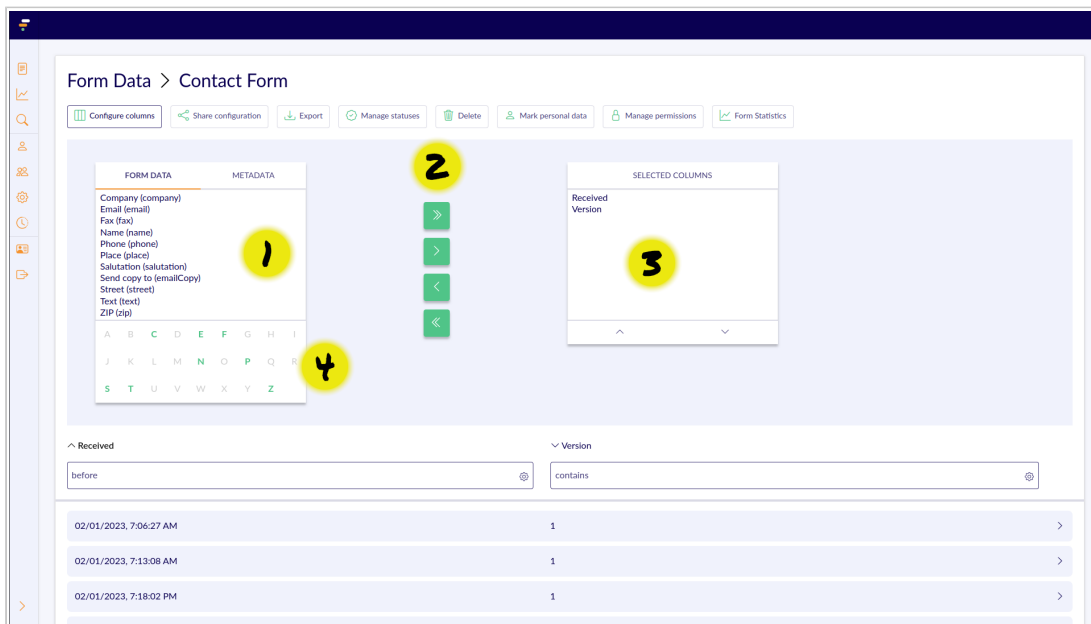 Form Data > Contact Form
Configure columns Share configuration Export Manage statuses Delete Mark personal data Manage permissions Form Statistics
FORM DATA METADATA
Company (company)
Email (email)
Fax (fax)
Name (name)
Phone (phone)
Place (place)
Salutation (salutation)
Send copy to (emailCopy)
Street (street)
Text (text)
ZIP (zip)
1
A B C D E F G H I
J K L M N O P Q R
S T U V W X Y Z
4
2
SELECTED COLUMNS
Received
Version
3
Received Version
before contains
02/01/2023, 7:06:27 AM 1
02/01/2023, 7:13:08 AM 1
02/01/2023, 7:18:02 PM 1